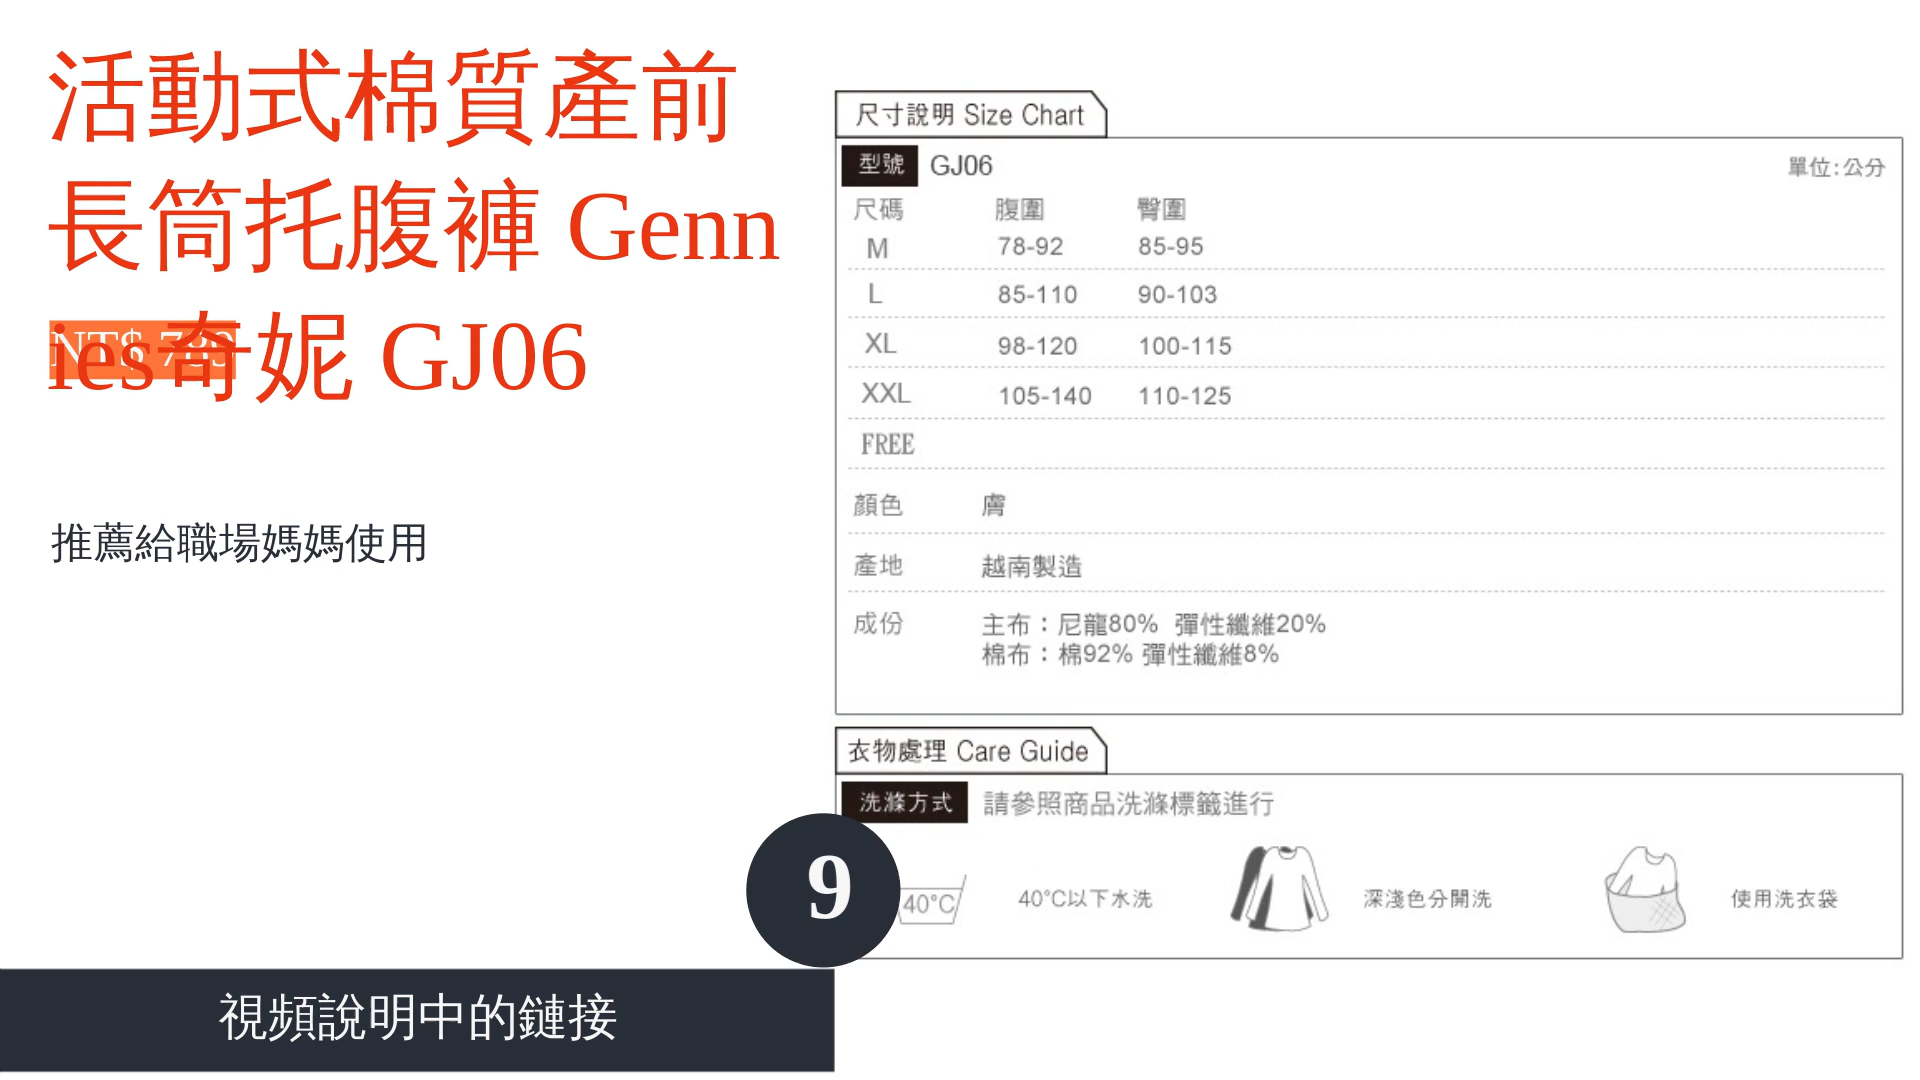 活動式棉質產前
長筒托腹褲 Genn
ies奇妮 GJ06
NT$ 789
推薦給職場媽媽使用
9
視頻說明中的鏈接
尺寸說明 Size Chart
型號 GJ06 單位:公分
尺碼 腹圍 臀圍
M 78-92 85-95
L 85-110 90-103
XL 98-120 100-115
XXL 105-140 110-125
FREE
顏色 膚
產地 越南製造
成份 主布：尼龍80% 彈性纖維20%
棉布：棉92% 彈性纖維8%
衣物處理 Care Guide
洗滌方式 請參照商品洗滌標籤進行
40°C 40°C以下水洗 深淺色分開洗 使用洗衣袋